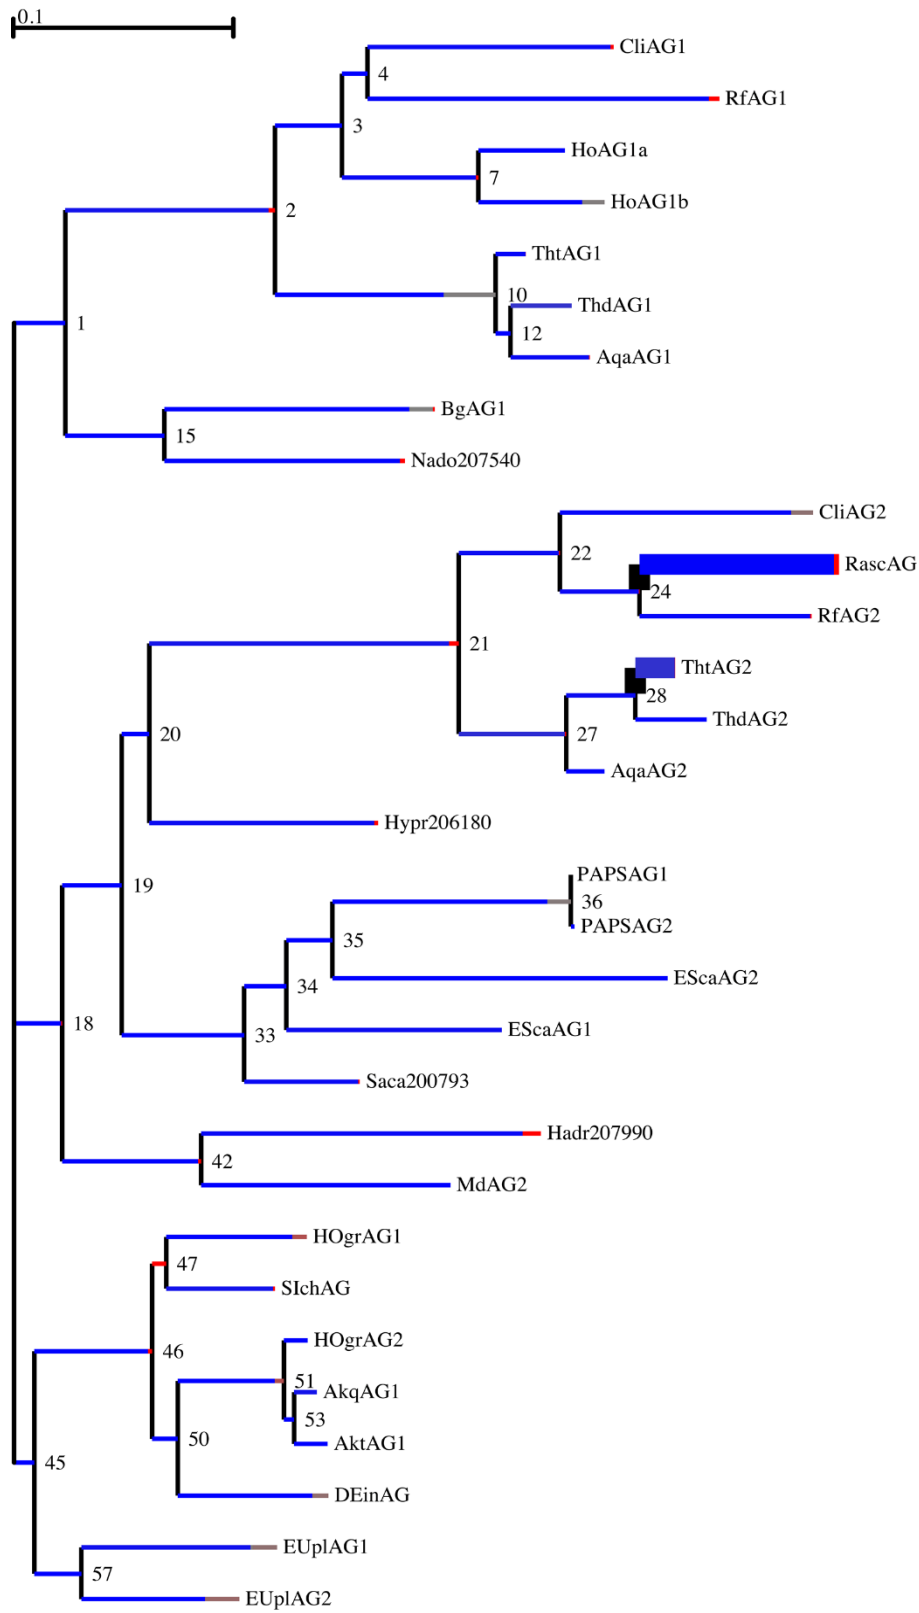 0.1
CliAG1
4
RfAG1
3
HoAG1a
7
HoAG1b
2
ThtAG1
10
ThdAG1
12
AqaAG1
1
BgAG1
15
Nado207540
CliAG2
22
RascAG
24
RfAG2
21
ThtAG2
28
ThdAG2
20
27
AqaAG2
Hypr206180
PAPSAG1
19
36
PAPSAG2
35
EScaAG2
34
18
EScaAG1
33
Saca200793
Hadr207990
42
MdAG2
HOgrAG1
47
SIchAG
HOgrAG2
46
51
AkqAG1
53
50
AktAG1
45
DEinAG
EUplAG1
57
EUplAG2